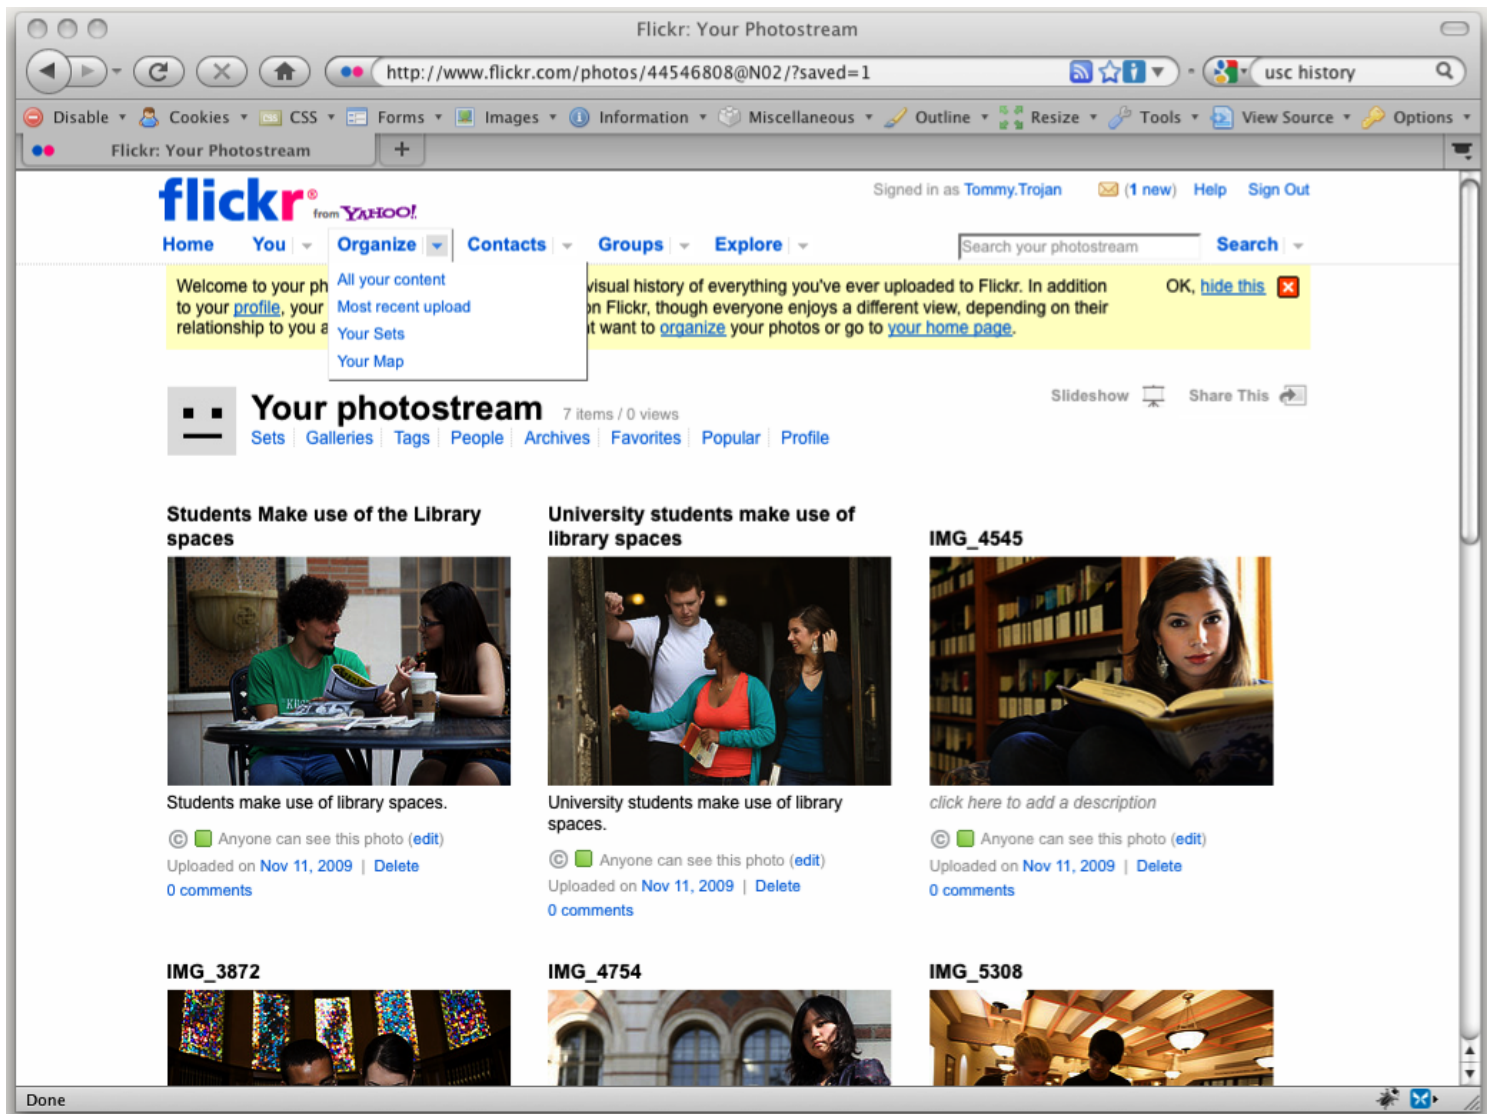 Flickr: Your Photostream
http://www.flickr.com/photos/44546808@N02/?saved=1
usc history
Disable Cookies CSS Forms Images Information Miscellaneous Outline Resize Tools View Source Options
Flickr: Your Photostream
flickr® from YAHOO!
Signed in as Tommy.Trojan (1 new) Help Sign Out
Home You Organize Contacts Groups Explore Search your photostream Search
All your content
Most recent upload
Your Sets
Your Map
Welcome to your ph visual history of everything you've ever uploaded to Flickr. In addition OK, hide this
to your profile, your on Flickr, though everyone enjoys a different view, depending on their
relationship to you a t want to organize your photos or go to your home page.
Slideshow Share This
Your photostream 7 items / 0 views
Sets Galleries Tags People Archives Favorites Popular Profile
Students Make use of the Library
spaces
Students make use of library spaces.
© Anyone can see this photo (edit)
Uploaded on Nov 11, 2009 | Delete
0 comments
University students make use of
library spaces
University students make use of library
spaces.
© Anyone can see this photo (edit)
Uploaded on Nov 11, 2009 | Delete
0 comments
IMG_4545
click here to add a description
© Anyone can see this photo (edit)
Uploaded on Nov 11, 2009 | Delete
0 comments
IMG_3872
IMG_4754
IMG_5308
Done